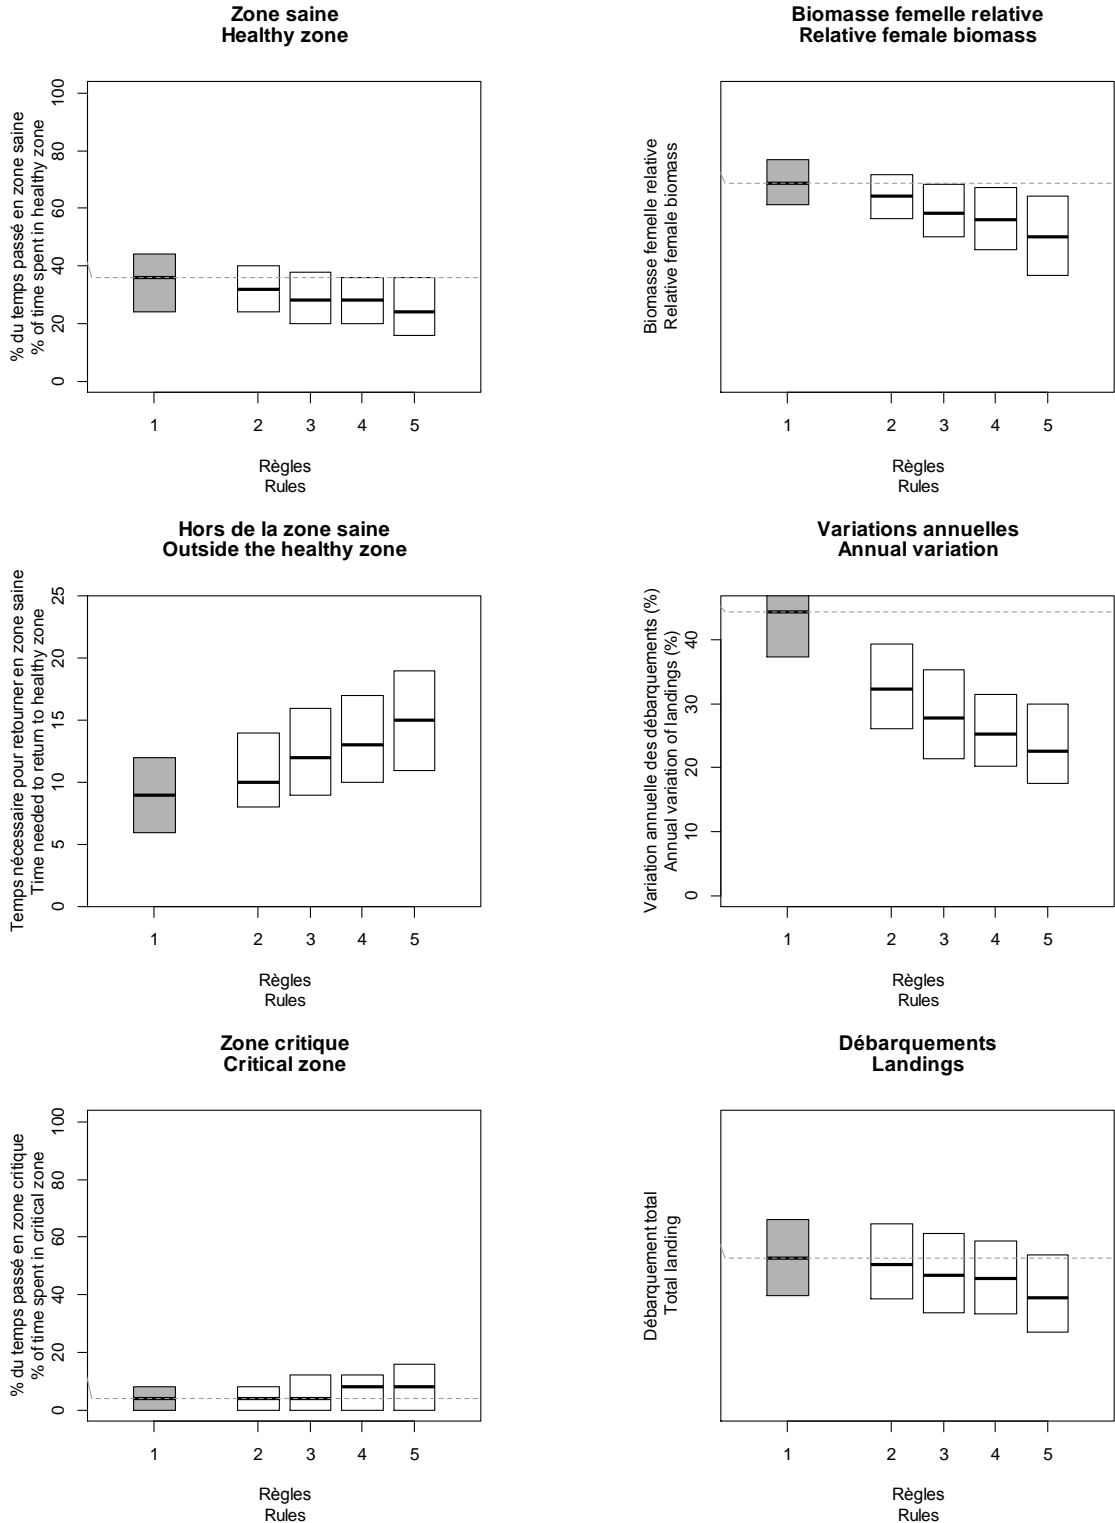 Zone saine
Healthy zone
% du temps passé en zone saine
% of time spent in healthy zone
100
80
60
40
20
0
1 2 3 4 5
Règles
Rules
Biomasse femelle relative
Relative female biomass
Biomasse femelle relative
Relative female biomass
1 2 3 4 5
Règles
Rules
Hors de la zone saine
Outside the healthy zone
Temps nécessaire pour retourner en zone saine
Time needed to return to healthy zone
25
20
15
10
5
0
1 2 3 4 5
Règles
Rules
Variations annuelles
Annual variation
Variation annuelle des débarquements (%)
Annual variation of landings (%)
40
30
20
10
0
1 2 3 4 5
Règles
Rules
Zone critique
Critical zone
% du temps passé en zone critique
% of time spent in critical zone
100
80
60
40
20
0
1 2 3 4 5
Règles
Rules
Débarquements
Landings
Débarquement total
Total landing
1 2 3 4 5
Règles
Rules